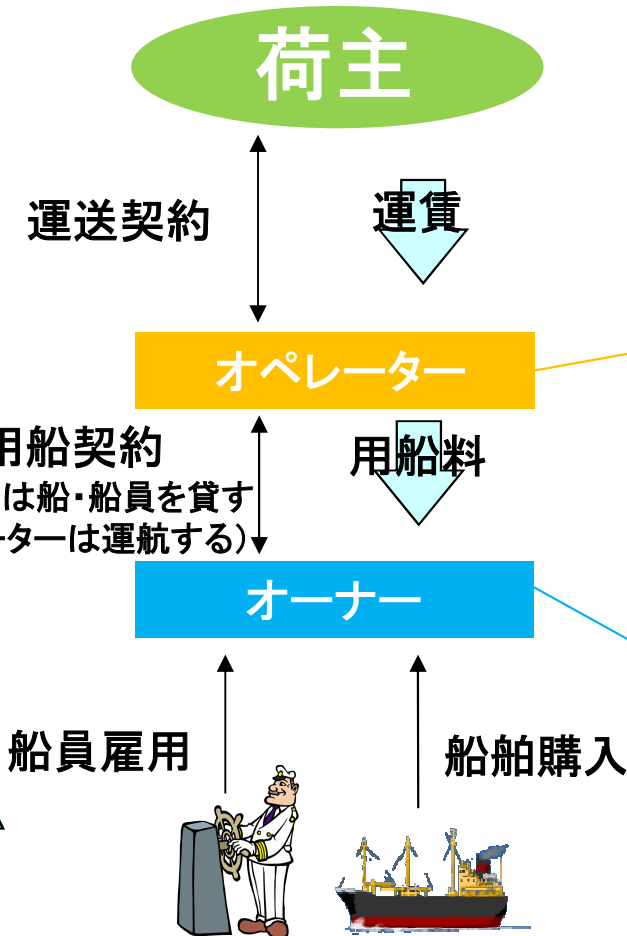 荷主
運送契約
運賃
オペレーター
用船契約
用船料
は船・船員を貸す
ターは運航する)
オーナー
船員雇用
船舶購入